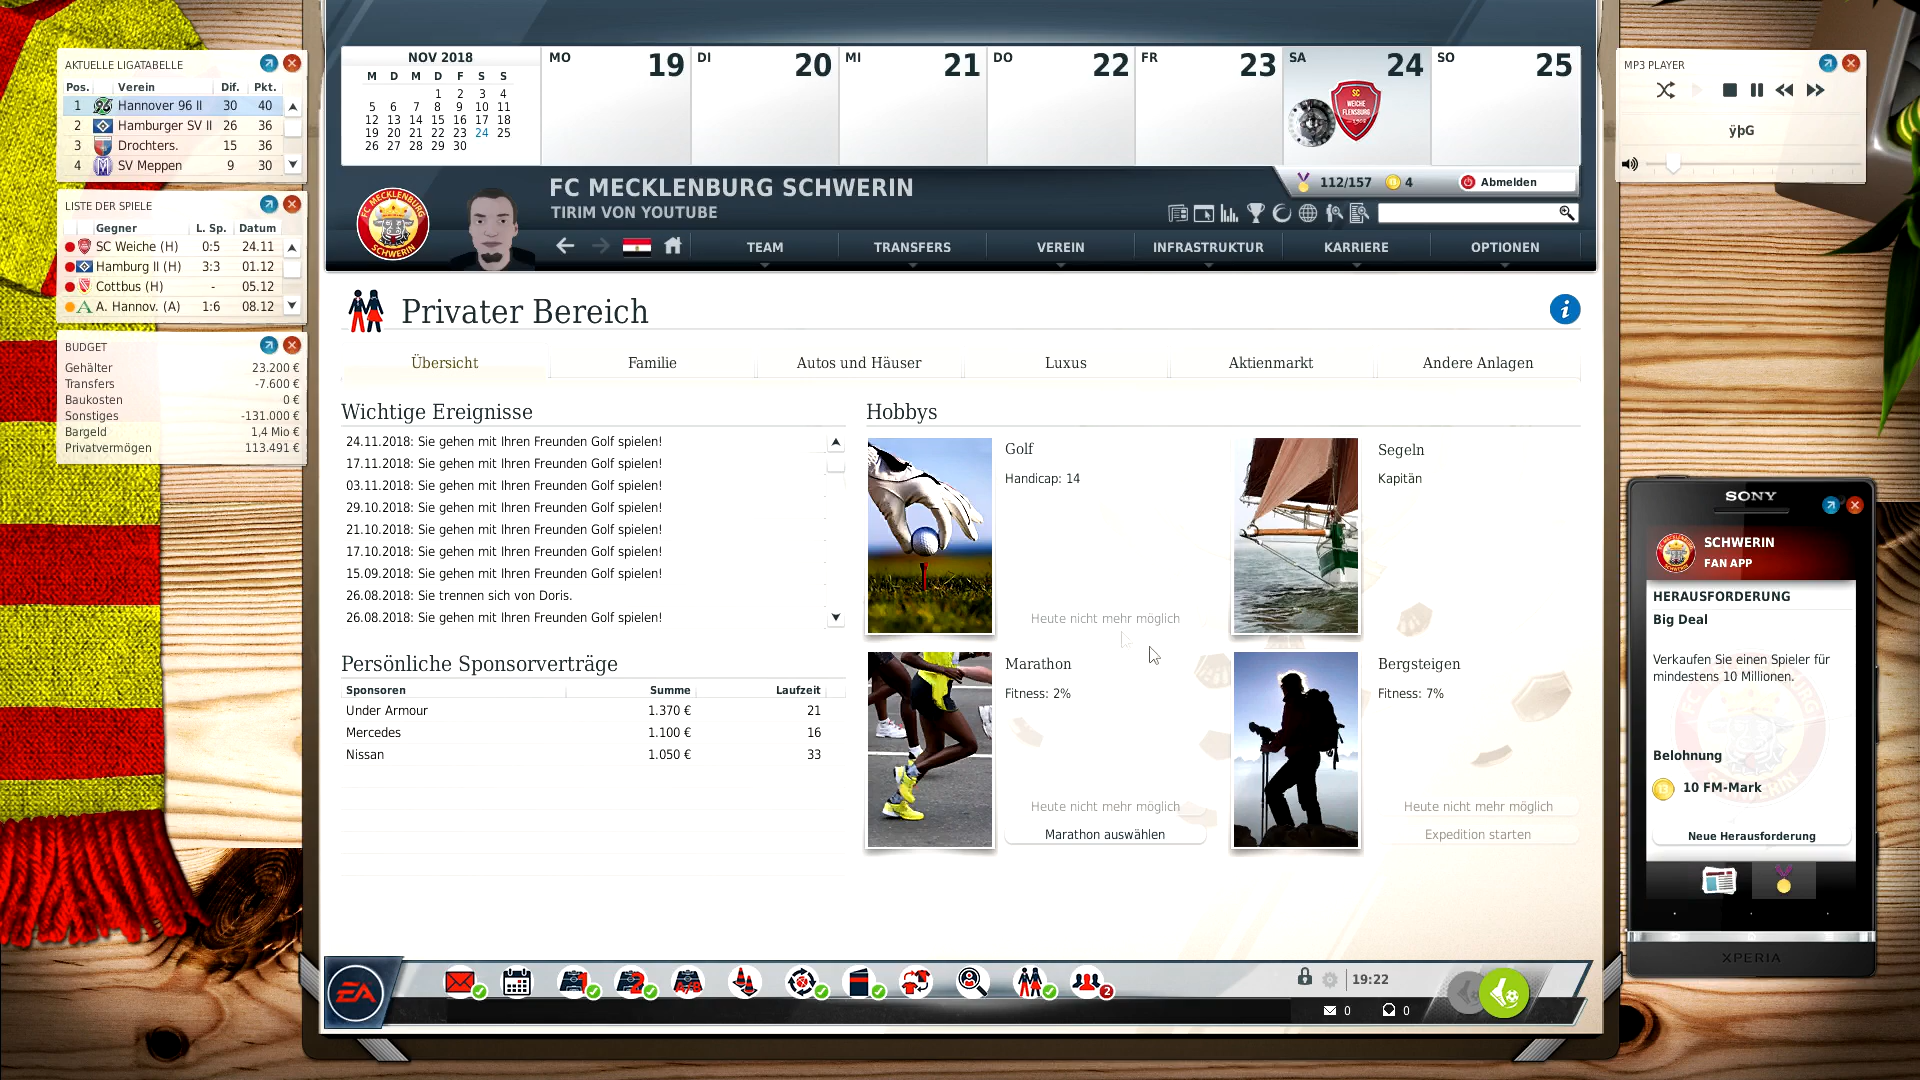 AKTUELLE LIGATABELLE
Pos. Verein Dif. Pkt.
1 Hannover 96 II 30 40
2 Hamburger SV II 26 36
3 Drochters. 15 36
4 SV Meppen 9 30
LISTE DER SPIELE
Gegner L. Sp. Datum
SC Weiche (H) 0:5 24.11
Hamburg II (H) 3:3 01.12
Cottbus (H) - 05.12
A. Hannov. (A) 1:6 08.12
BUDGET
Gehälter 23.200 €
Transfers -7.600 €
Baukosten 0 €
Sonstiges -131.000 €
Bargeld 1,4 Mio €
Privatvermögen 113.491 €
NOV 2018
M D M D F S S
1 2 3 4
5 6 7 8 9 10 11
12 13 14 15 16 17 18
19 20 21 22 23 24 25
26 27 28 29 30
MO 19 DI 20 MI 21 DO 22 FR 23 SA 24 SO 25
SC WEICHE FLENSBURG
FC MECKLENBURG SCHWERIN
TIRIM VON YOUTUBE
112/157 4 Abmelden
FC MECKLENBURG SCHWERIN
TEAM TRANSFERS VEREIN INFRASTRUKTUR KARRIERE OPTIONEN
Privater Bereich
Übersicht Familie Autos und Häuser Luxus Aktienmarkt Andere Anlagen
Wichtige Ereignisse
24.11.2018: Sie gehen mit Ihren Freunden Golf spielen!
17.11.2018: Sie gehen mit Ihren Freunden Golf spielen!
03.11.2018: Sie gehen mit Ihren Freunden Golf spielen!
29.10.2018: Sie gehen mit Ihren Freunden Golf spielen!
21.10.2018: Sie gehen mit Ihren Freunden Golf spielen!
17.10.2018: Sie gehen mit Ihren Freunden Golf spielen!
15.09.2018: Sie gehen mit Ihren Freunden Golf spielen!
26.08.2018: Sie trennen sich von Doris.
26.08.2018: Sie gehen mit Ihren Freunden Golf spielen!
Persönliche Sponsorverträge
Sponsoren Summe Laufzeit
Under Armour 1.370 € 21
Mercedes 1.100 € 16
Nissan 1.050 € 33
Hobbys
Golf
Handicap: 14
Heute nicht mehr möglich
Segeln
Kapitän
Marathon
Fitness: 2%
Heute nicht mehr möglich
Marathon auswählen
Bergsteigen
Fitness: 7%
Heute nicht mehr möglich
Expedition starten
MP3 PLAYER
ÿþG
SONY
SCHWERIN
FAN APP
HERAUSFORDERUNG
Big Deal
Verkaufen Sie einen Spieler für
mindestens 10 Millionen.
Belohnung
10 FM-Mark
Neue Herausforderung
XPERIA
EA
1 2 A/B 2
19:22
0 0